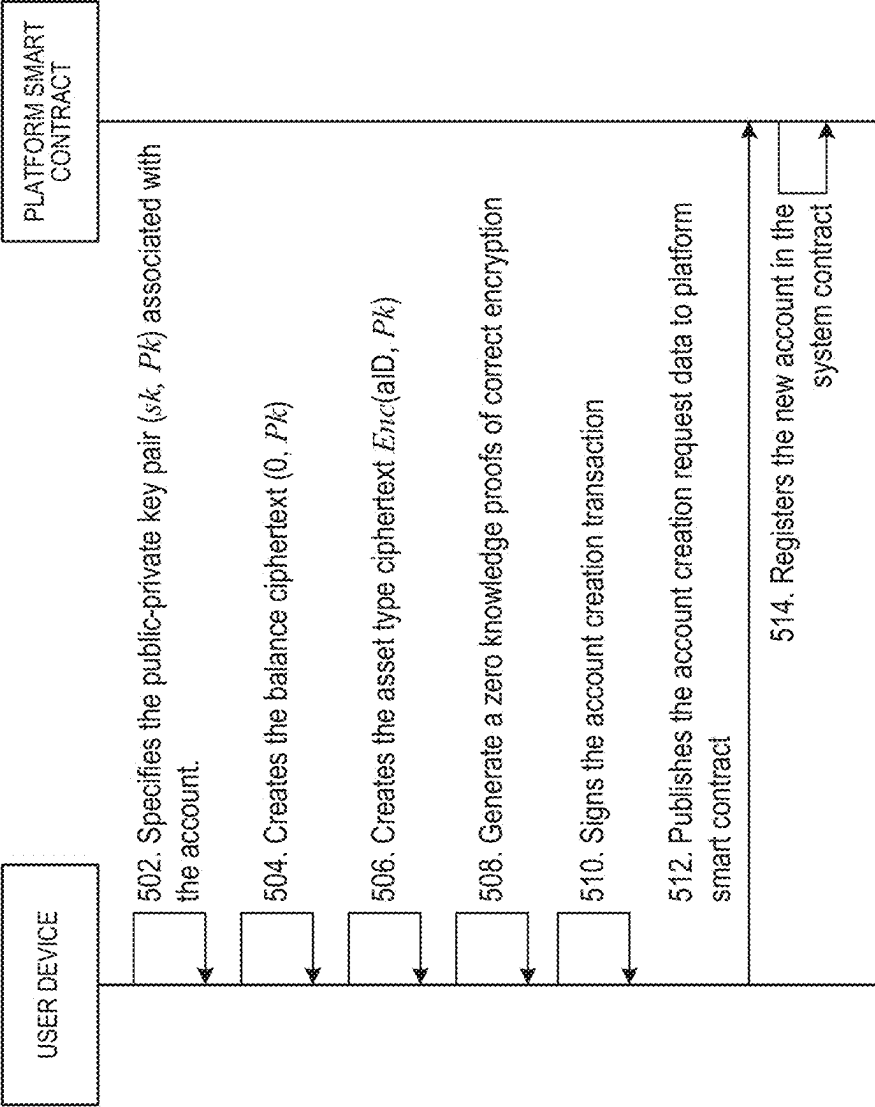 USER DEVICE
PLATFORM SMART
CONTRACT
502. Specifies the public-private key pair (sk, Pk) associated with
the account.
504. Creates the balance ciphertext (0, Pk)
506. Creates the asset type ciphertext Enc(aID, Pk)
508. Generate a zero knowledge proofs of correct encryption
510. Signs the account creation transaction
512. Publishes the account creation request data to platform
smart contract
514. Registers the new account in the
system contract